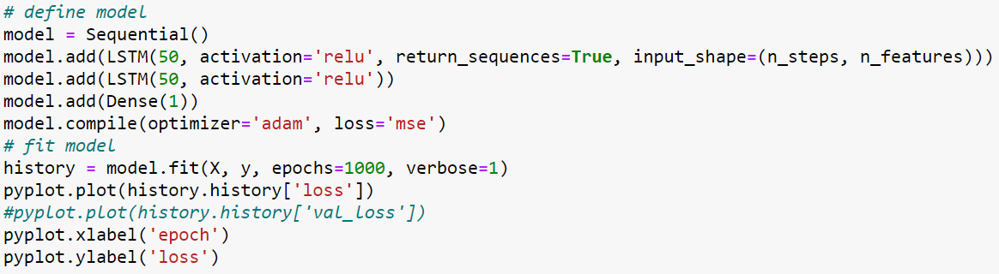 # define model
model = Sequential()
model.add(LSTM(50, activation='relu', return_sequences=True, input_shape=(n_steps, n_features)))
model.add(LSTM(50, activation='relu'))
model.add(Dense(1))
model.compile(optimizer='adam', loss='mse')
# fit model
history = model.fit(X, y, epochs=1000, verbose=1)
pyplot.plot(history.history['loss'])
#pyplot.plot(history.history['val_loss'])
pyplot.xlabel('epoch')
pyplot.ylabel('loss')